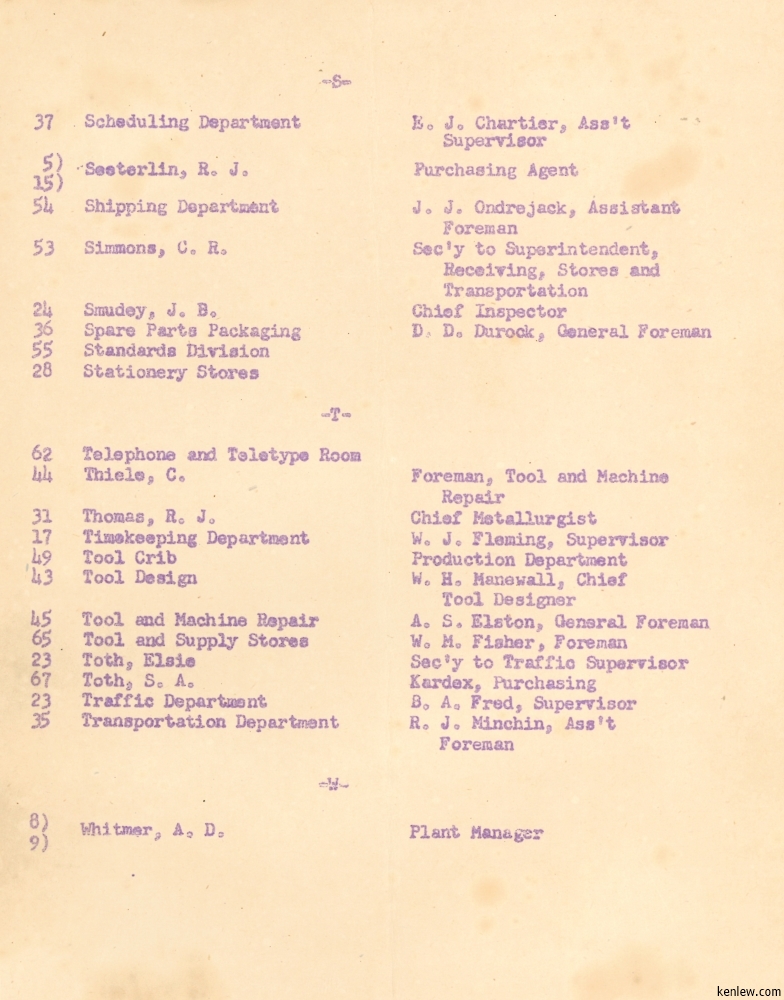 -S-
37 Scheduling Department E. J. Chartier, Ass't
Supervisor
5)
15) Sesterlin, R. J. Purchasing Agent
54 Shipping Department J. J. Ondrejack, Assistant
Foreman
53 Simmons, C. R. Sec'y to Superintendent,
Receiving, Stores and
Transportation
24 Smudey, J. B. Chief Inspector
36 Spare Parts Packaging D. D. Durock, General Foreman
55 Standards Division
28 Stationery Stores
-T-
62 Telephone and Teletype Room
44 Thiele, C. Foreman, Tool and Machine
Repair
31 Thomas, R. J. Chief Metallurgist
17 Timekeeping Department W. J. Fleming, Supervisor
49 Tool Crib Production Department
43 Tool Design W. H. Manewall, Chief
Tool Designer
45 Tool and Machine Repair A. S. Elston, General Foreman
65 Tool and Supply Stores W. M. Fisher, Foreman
23 Toth, Elsie Sec'y to Traffic Supervisor
67 Toth, S. A. Kardex, Purchasing
23 Traffic Department B. A. Fred, Supervisor
35 Transportation Department R. J. Minchin, Ass't
Foreman
-W-
8)
9) Whitmer, A. D. Plant Manager
kenlew.com